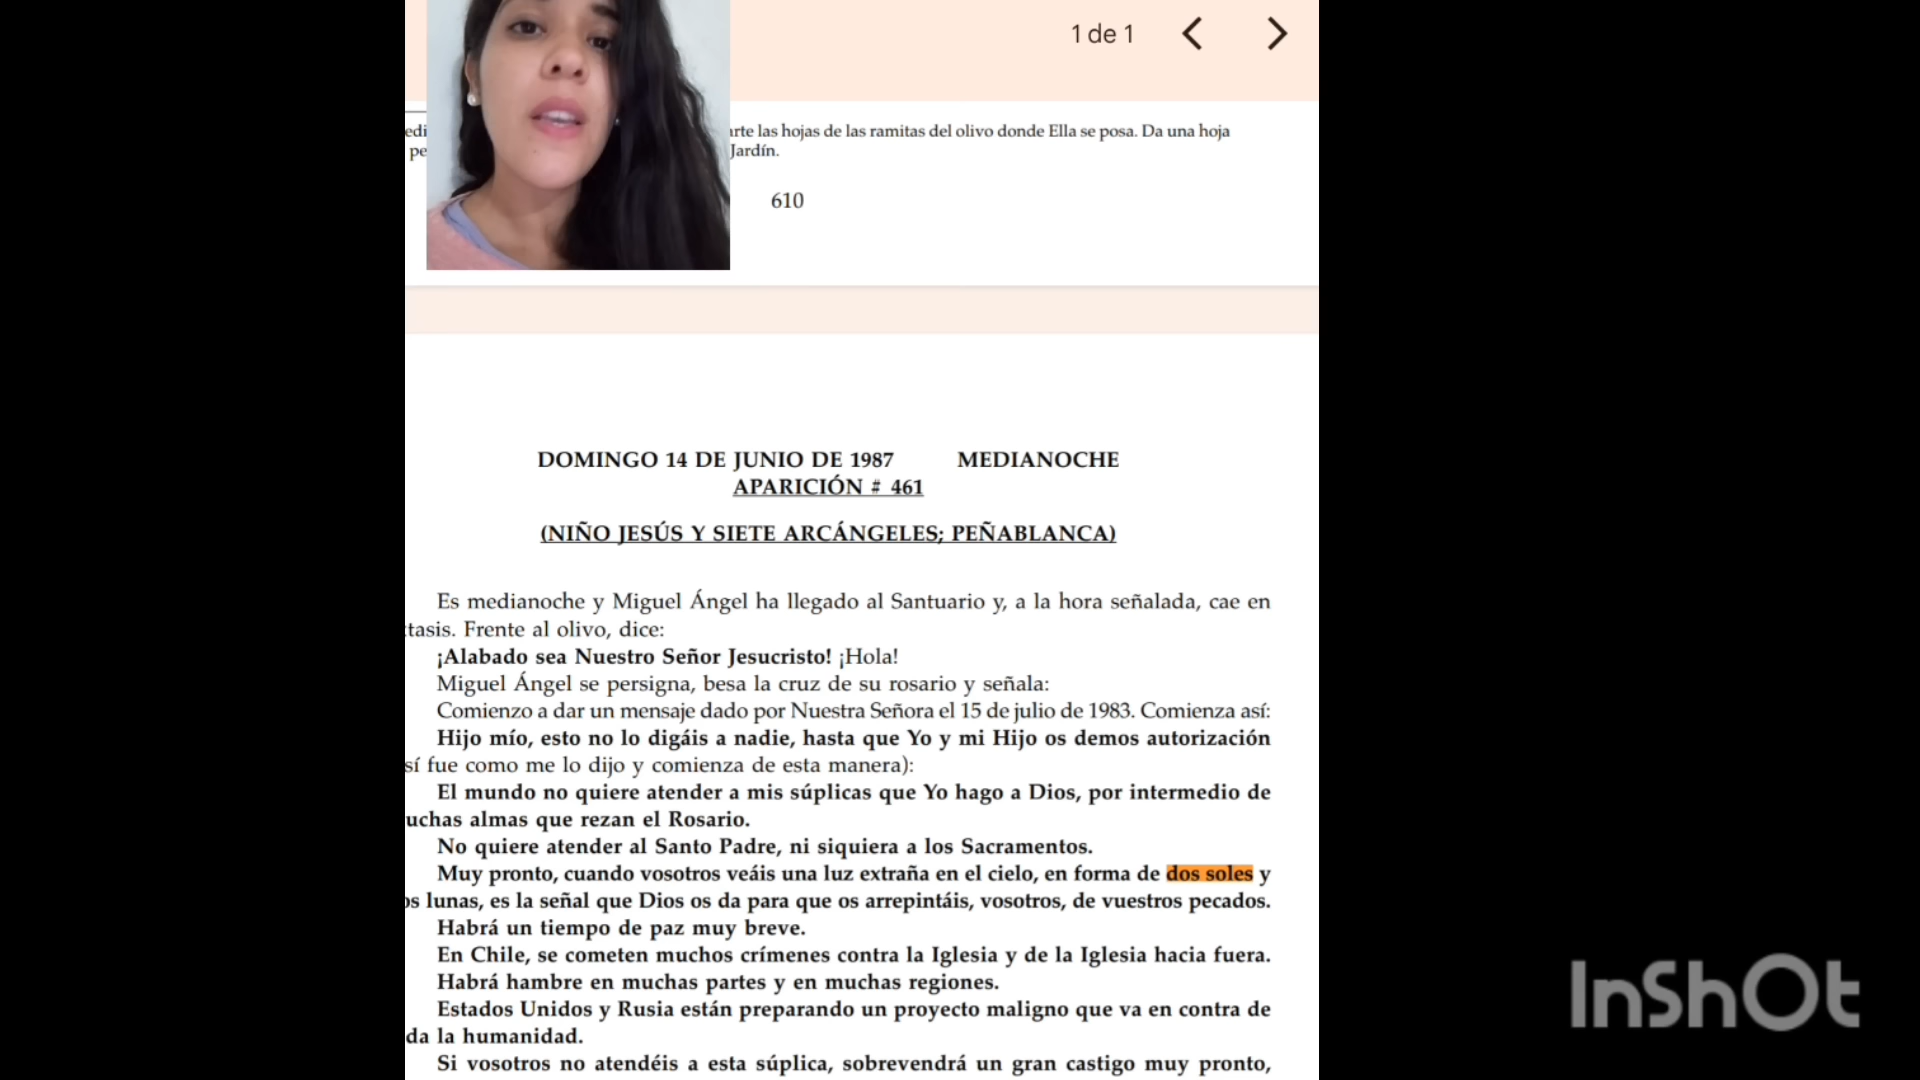 1 de 1
arte las hojas de las ramitas del olivo donde Ella se posa. Da una hoja
Jardín.
610
DOMINGO 14 DE JUNIO DE 1987 MEDIANOCHE
APARICIÓN # 461
(NIÑO JESÚS Y SIETE ARCÁNGELES; PEÑABLANCA)
Es medianoche y Miguel Ángel ha llegado al Santuario y, a la hora señalada, cae en
tasis. Frente al olivo, dice:
¡Alabado sea Nuestro Señor Jesucristo! ¡Hola!
Miguel Ángel se persigna, besa la cruz de su rosario y señala:
Comienzo a dar un mensaje dado por Nuestra Señora el 15 de julio de 1983. Comienza así:
Hijo mío, esto no lo digáis a nadie, hasta que Yo y mi Hijo os demos autorización
sí fue como me lo dijo y comienza de esta manera):
El mundo no quiere atender a mis súplicas que Yo hago a Dios, por intermedio de
uchas almas que rezan el Rosario.
No quiere atender al Santo Padre, ni siquiera a los Sacramentos.
Muy pronto, cuando vosotros veáis una luz extraña en el cielo, en forma de dos soles y
os lunas, es la señal que Dios os da para que os arrepintáis, vosotros, de vuestros pecados.
Habrá un tiempo de paz muy breve.
En Chile, se cometen muchos crímenes contra la Iglesia y de la Iglesia hacia fuera.
Habrá hambre en muchas partes y en muchas regiones.
Estados Unidos y Rusia están preparando un proyecto maligno que va en contra de
da la humanidad.
Si vosotros no atendéis a esta súplica, sobrevendrá un gran castigo muy pronto,
InShOt